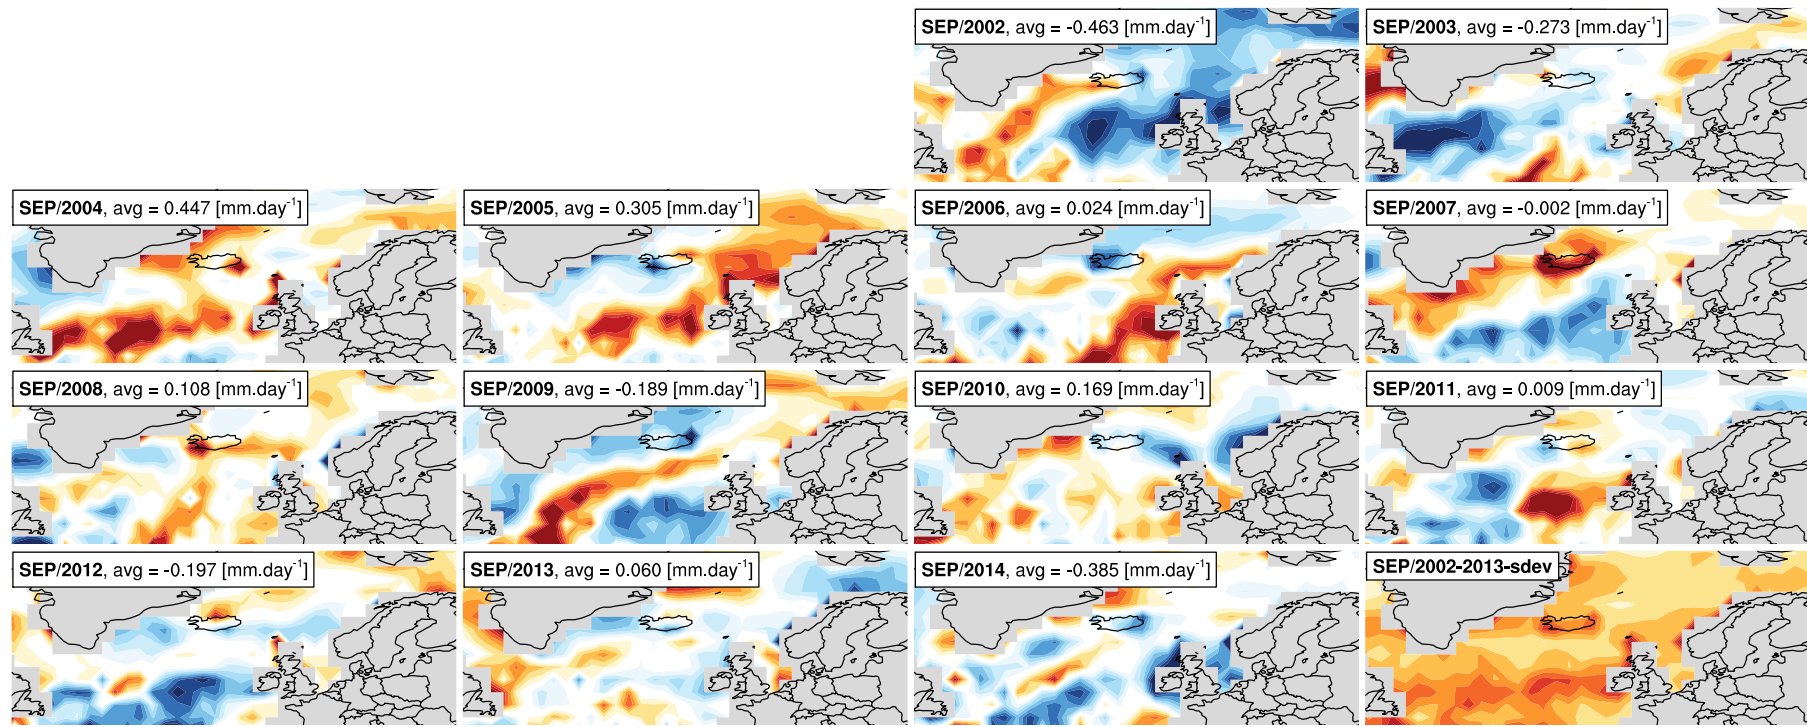 SEP/2002, avg = -0.463 [mm.day⁻¹]
SEP/2003, avg = -0.273 [mm.day⁻¹]
SEP/2004, avg = 0.447 [mm.day⁻¹]
SEP/2005, avg = 0.305 [mm.day⁻¹]
SEP/2006, avg = 0.024 [mm.day⁻¹]
SEP/2007, avg = -0.002 [mm.day⁻¹]
SEP/2008, avg = 0.108 [mm.day⁻¹]
SEP/2009, avg = -0.189 [mm.day⁻¹]
SEP/2010, avg = 0.169 [mm.day⁻¹]
SEP/2011, avg = 0.009 [mm.day⁻¹]
SEP/2012, avg = -0.197 [mm.day⁻¹]
SEP/2013, avg = 0.060 [mm.day⁻¹]
SEP/2014, avg = -0.385 [mm.day⁻¹]
SEP/2002-2013-sdev